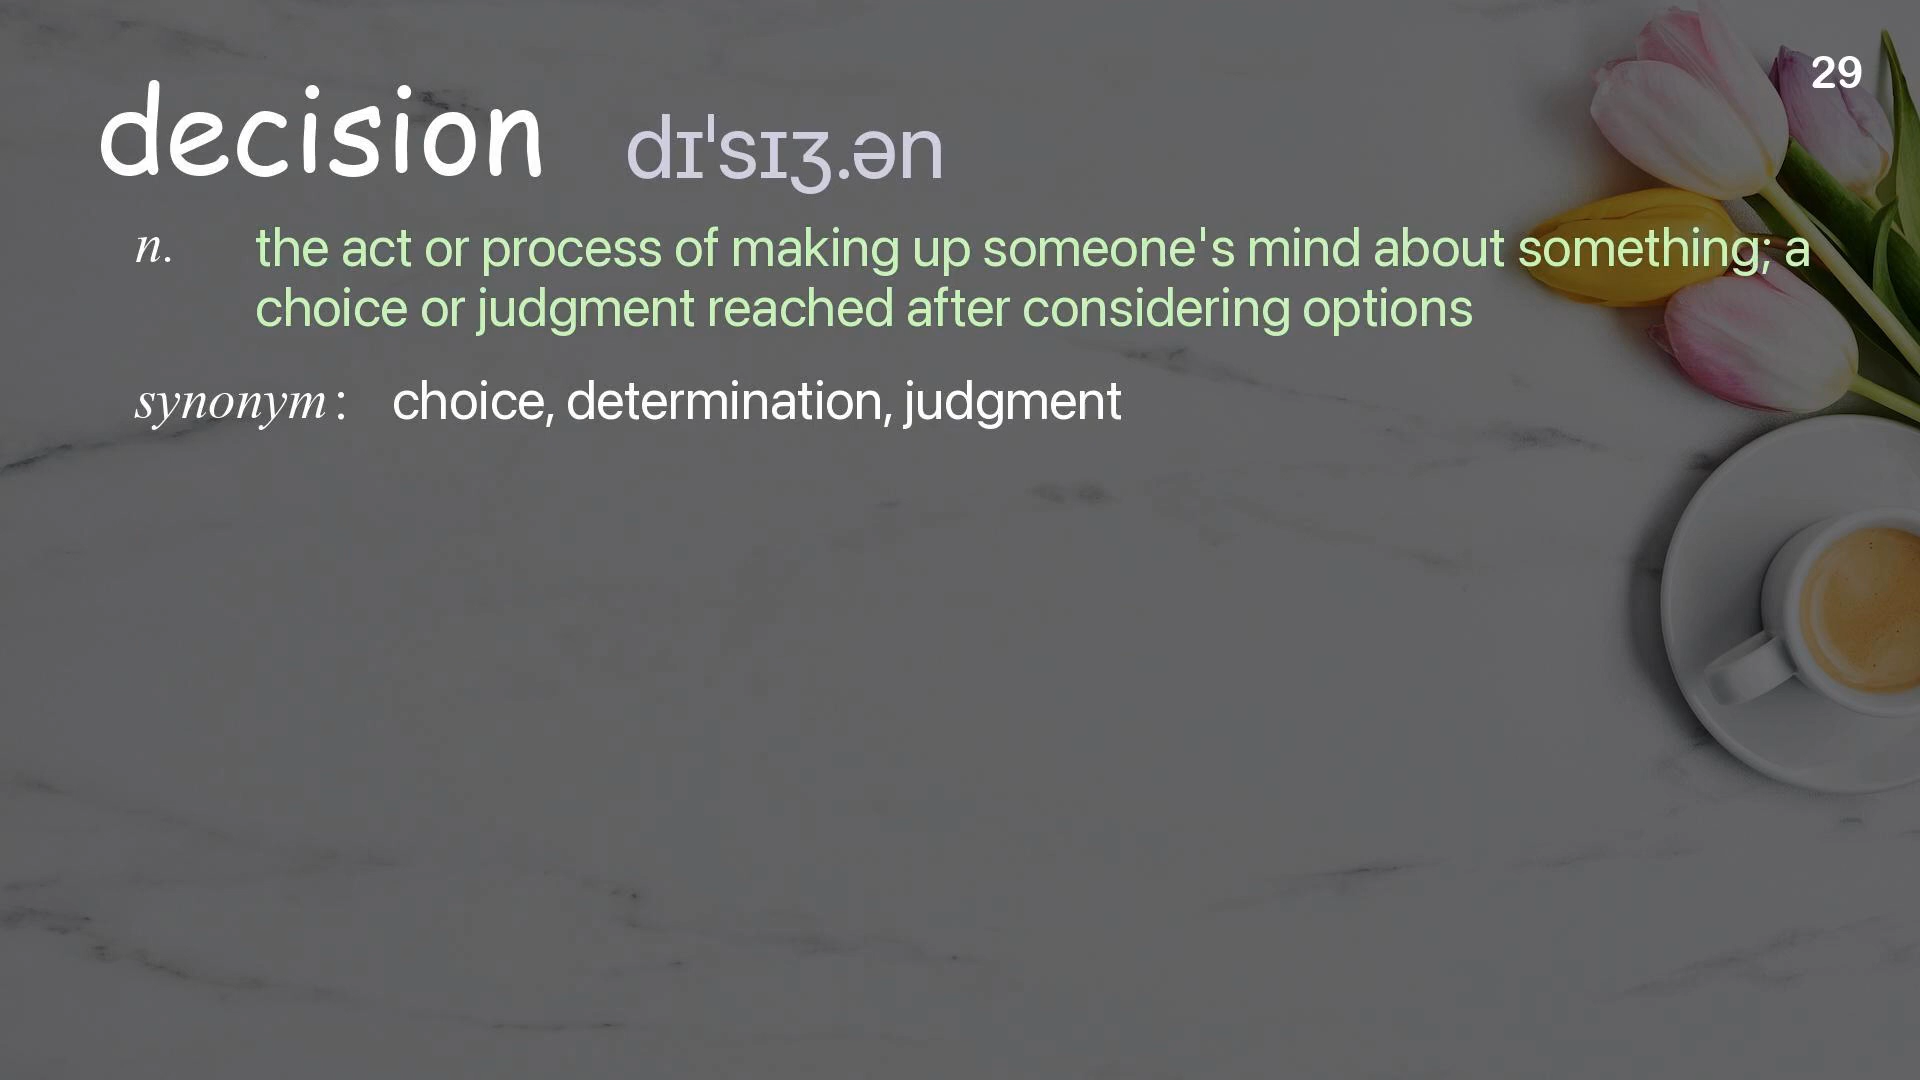 29
decision dɪˈsɪʒ.ən
n. the act or process of making up someone's mind about something; a
choice or judgment reached after considering options
synonym : choice, determination, judgment